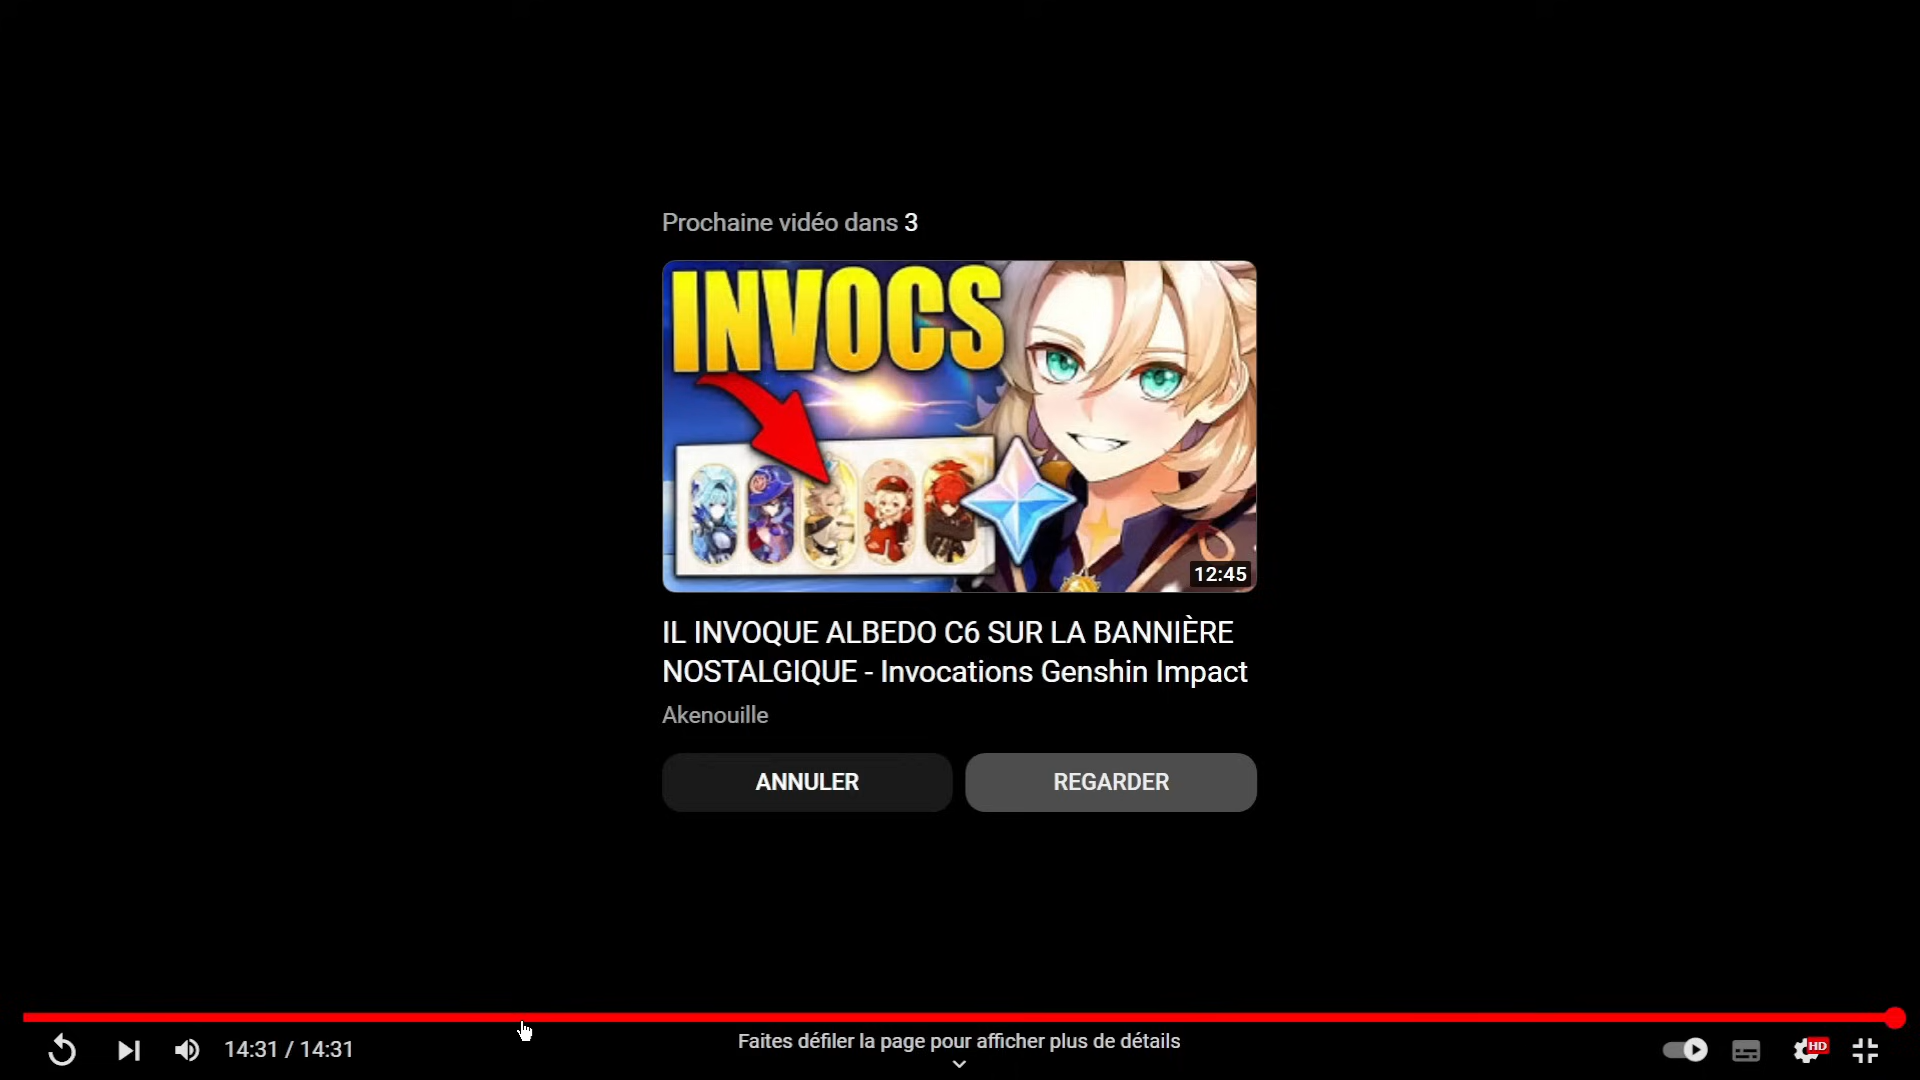 Prochaine vidéo dans 3
INVOCS
12:45
IL INVOQUE ALBEDO C6 SUR LA BANNIÈRE
NOSTALGIQUE - Invocations Genshin Impact
Akenouille
ANNULER
REGARDER
14:31 / 14:31
Faites défiler la page pour afficher plus de détails
HD